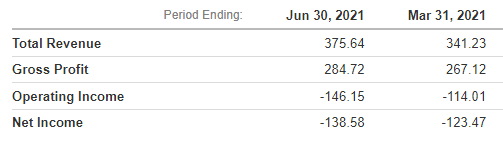 Period Ending: Jun 30, 2021 Mar 31, 2021
Total Revenue 375.64 341.21
Gross Profit 284.72 267.12
Operating Income -146.15 -114.01
Net Income -138.58 -123.47